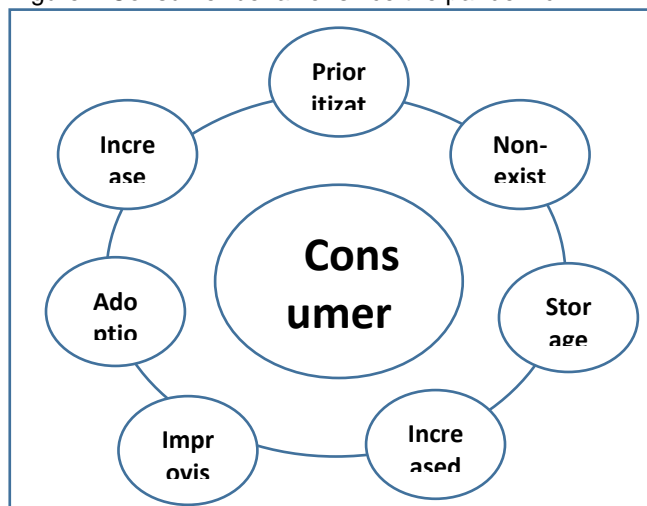 Prior
itizat
Non-
exist
Stor
age
Incre
ased
Impr
ovis
Ado
ptio
Incre
ase
Cons
umer